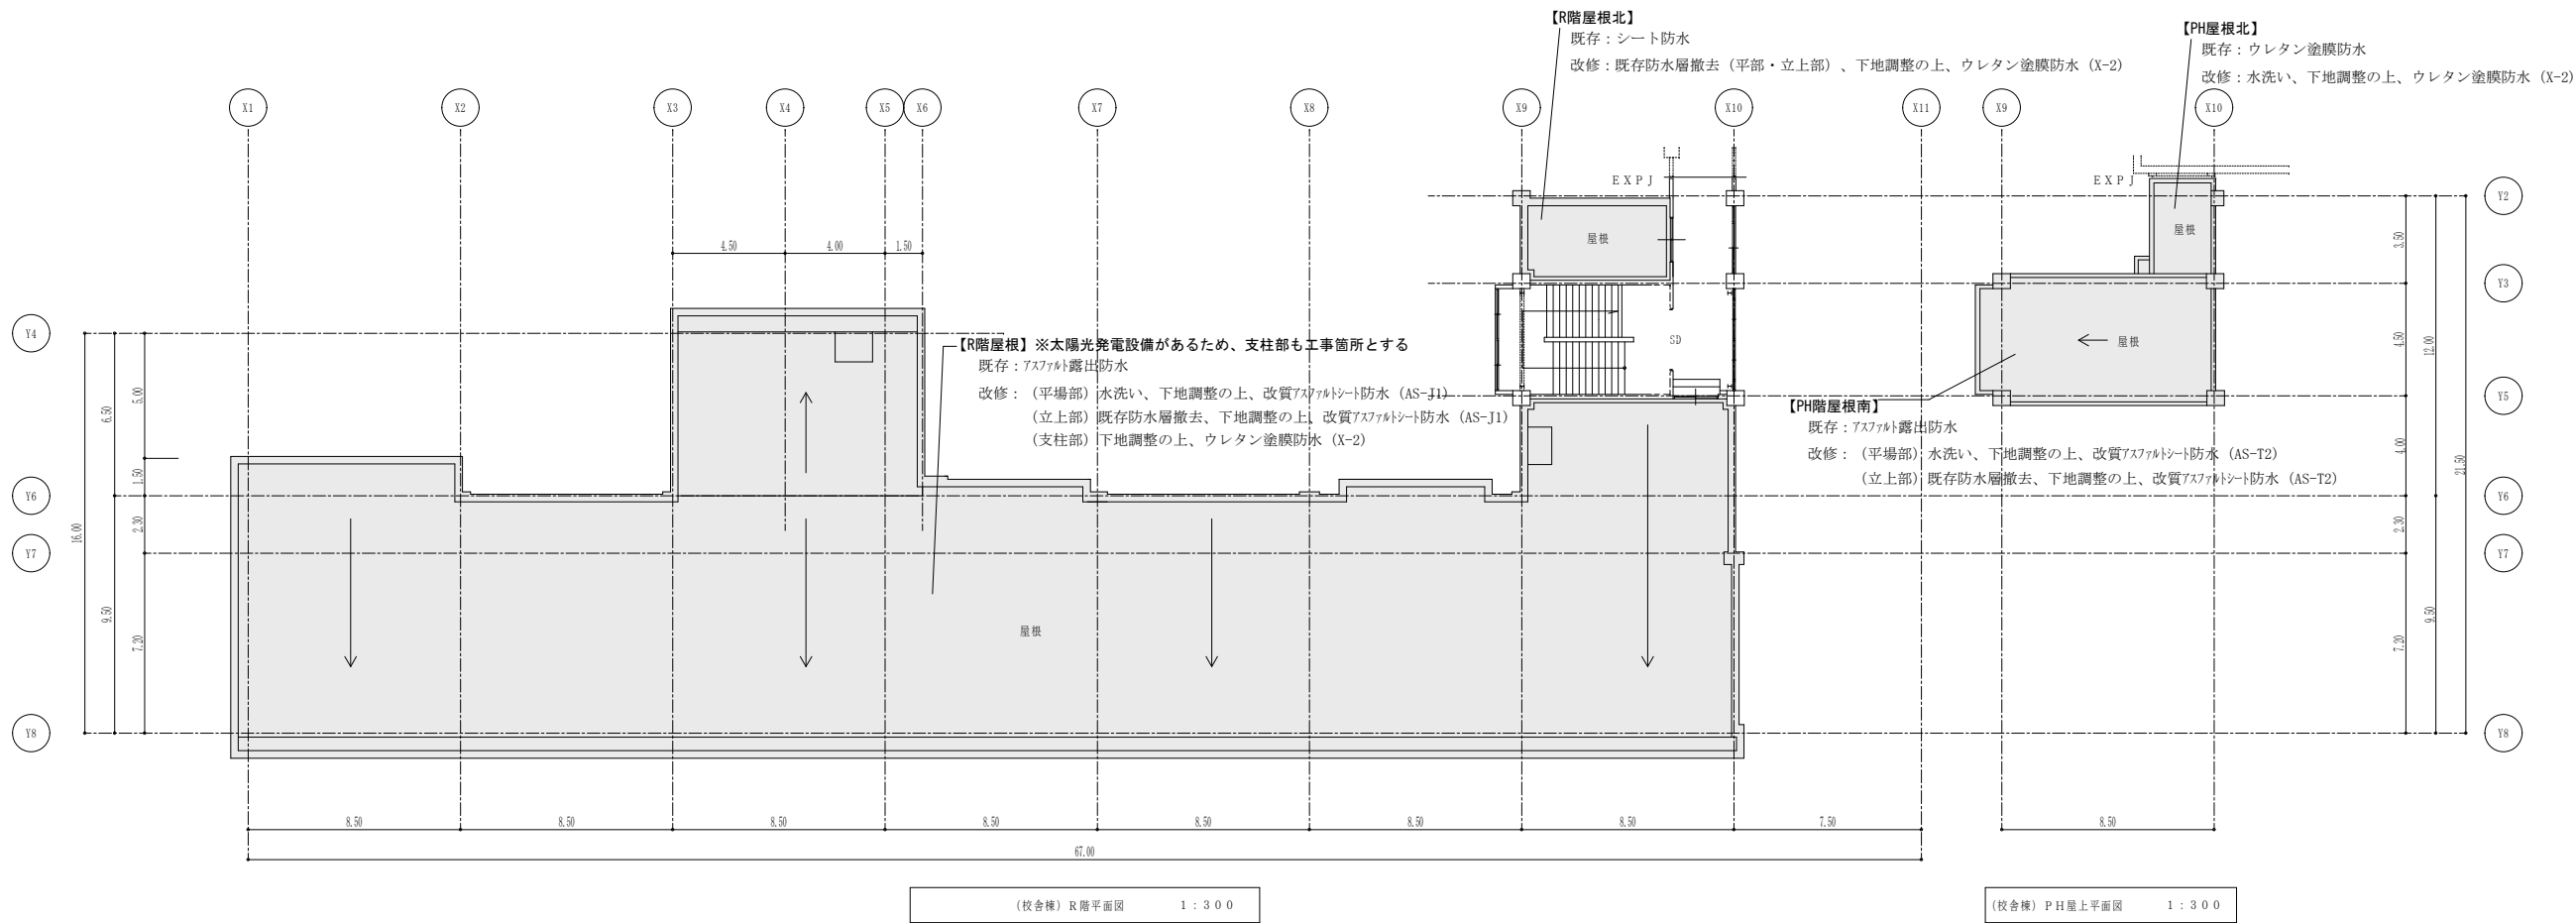 【R階屋根北】
既存：シート防水
改修：既存防水層撤去（平部・立上部）、下地調整の上、ウレタン塗膜防水（X-2）
【PH屋根北】
既存：ウレタン塗膜防水
改修：水洗い、下地調整の上、ウレタン塗膜防水（X-2）
X1 X2 X3 X4 X5 X6 X7 X8 X9 X10 X11 X9 X10
EXPJ
EXPJ
Y2
屋根
屋根
3.50
4.50 4.00 1.50
Y3
Y4
SD
屋根
4.50
12.00
【R階屋根】※太陽光発電設備があるため、支柱部も工事箇所とする
既存：ｱｽﾌｧﾙﾄ露出防水
改修：（平場部）水洗い、下地調整の上、改質ｱｽﾌｧﾙﾄｼｰﾄ防水（AS-J1）
（立上部）既存防水層撤去、下地調整の上、改質ｱｽﾌｧﾙﾄｼｰﾄ防水（AS-J1）
（支柱部）下地調整の上、ウレタン塗膜防水（X-2）
5.00
6.50
Y5
【PH階屋根南】
既存：ｱｽﾌｧﾙﾄ露出防水
改修：（平場部）水洗い、下地調整の上、改質ｱｽﾌｧﾙﾄｼｰﾄ防水（AS-T2）
（立上部）既存防水層撤去、下地調整の上、改質ｱｽﾌｧﾙﾄｼｰﾄ防水（AS-T2）
4.00
21.50
1.50
Y6
Y6
16.00
2.30
2.30
Y7
Y7
9.50
7.20
屋根
7.20
9.50
Y8
Y8
8.50 8.50 8.50 8.50 8.50 8.50 8.50 7.50 8.50
67.00
（校舎棟）Ｒ階平面図 １：３００
（校舎棟）ＰＨ屋上平面図 １：３００